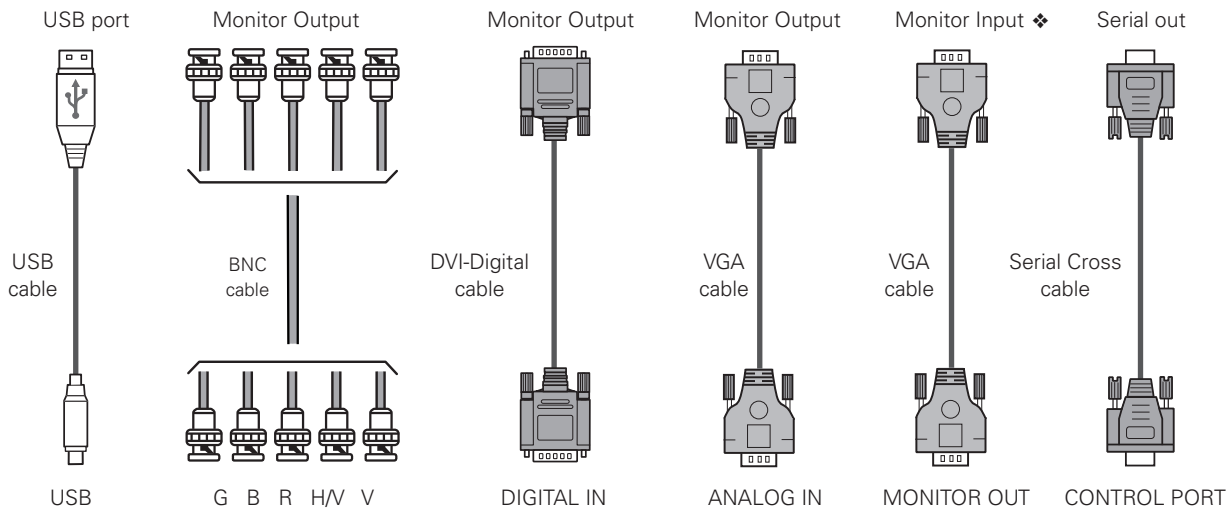 USB port
Monitor Output
Monitor Output
Monitor Output
Monitor Input ❖
Serial out
USB
cable
BNC
cable
DVI-Digital
cable
VGA
cable
VGA
cable
Serial Cross
cable
USB
G B R H/V V
DIGITAL IN
ANALOG IN
MONITOR OUT
CONTROL PORT